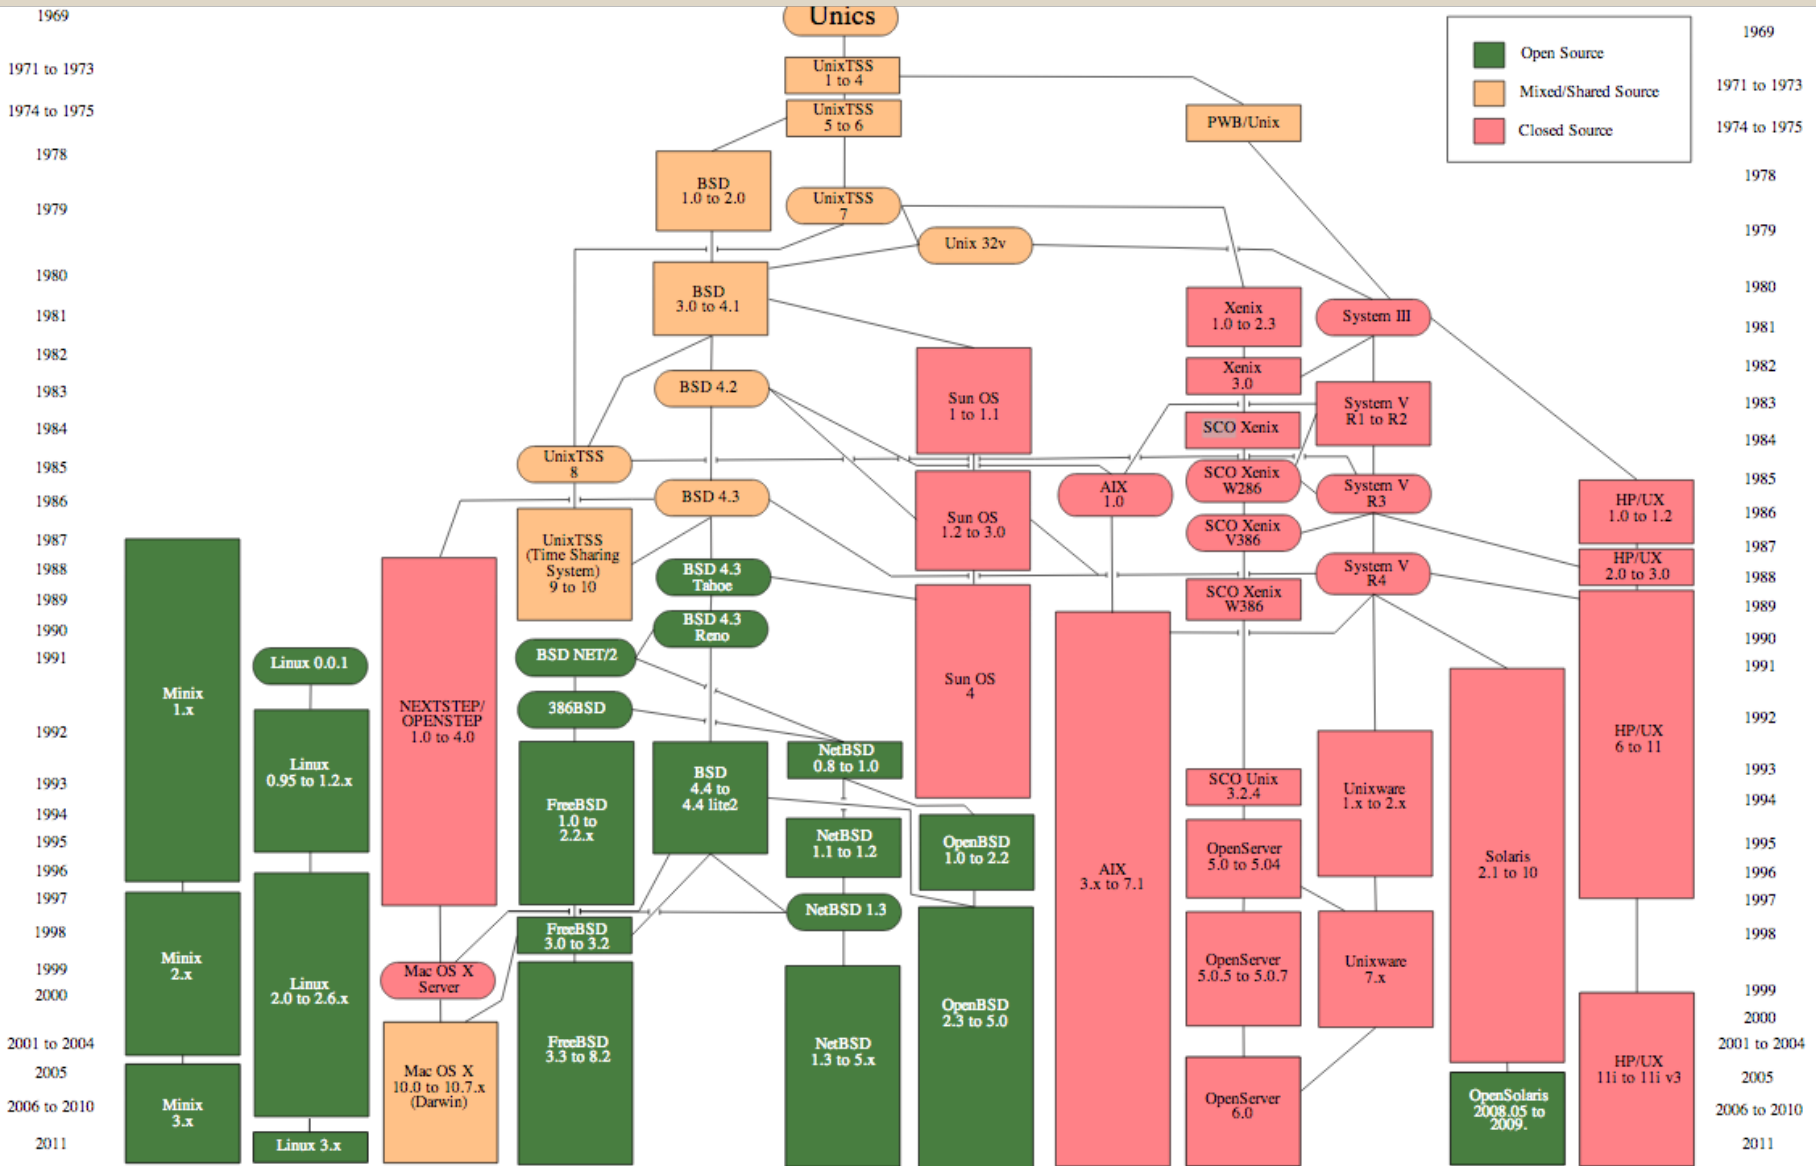 Unics
1969
1971 to 1973
1974 to 1975
1978
1979
1980
1981
1982
1983
1984
1985
1986
1987
1988
1989
1990
1991
1992
1993
1994
1995
1996
1997
1998
1999
2000
2001 to 2004
2005
2006 to 2010
2011
Open Source
Mixed/Shared Source
Closed Source
UnixTSS
1 to 4
UnixTSS
5 to 6
PWB/Unix
BSD
1.0 to 2.0
UnixTSS
7
Unix 32v
BSD
3.0 to 4.1
Xenix
1.0 to 2.3
System III
Xenix
3.0
BSD 4.2
Sun OS
1 to 1.1
System V
R1 to R2
SCO Xenix
UnixTSS
8
SCO Xenix
W286
AIX
1.0
System V
R3
BSD 4.3
HP/UX
1.0 to 1.2
Sun OS
1.2 to 3.0
SCO Xenix
V386
UnixTSS
(Time Sharing
System)
9 to 10
HP/UX
2.0 to 3.0
BSD 4.3
Tahoe
System V
R4
SCO Xenix
W386
BSD 4.3
Reno
BSD NET/2
Linux 0.0.1
Minix
1.x
NEXTSTEP/
OPENSTEP
1.0 to 4.0
386BSD
Sun OS
4
HP/UX
6 to 11
Linux
0.95 to 1.2.x
FreeBSD
1.0 to
2.2.x
BSD
4.4 to
4.4 lite2
NetBSD
0.8 to 1.0
SCO Unix
3.2.4
Unixware
1.x to 2.x
NetBSD
1.1 to 1.2
OpenBSD
1.0 to 2.2
AIX
3.x to 7.1
OpenServer
5.0 to 5.04
Solaris
2.1 to 10
NetBSD 1.3
FreeBSD
3.0 to 3.2
Minix
2.x
Linux
2.0 to 2.6.x
Mac OS X
Server
OpenServer
5.0.5 to 5.0.7
Unixware
7.x
OpenBSD
2.3 to 5.0
FreeBSD
3.3 to 8.2
NetBSD
1.3 to 5.x
Mac OS X
10.0 to 10.7.x
(Darwin)
HP/UX
11i to 11i v3
Minix
3.x
OpenServer
6.0
OpenSolaris
2008.05 to
2009.
Linux 3.x
1969
1971 to 1973
1974 to 1975
1978
1979
1980
1981
1982
1983
1984
1985
1986
1987
1988
1989
1990
1991
1992
1993
1994
1995
1996
1997
1998
1999
2000
2001 to 2004
2005
2006 to 2010
2011